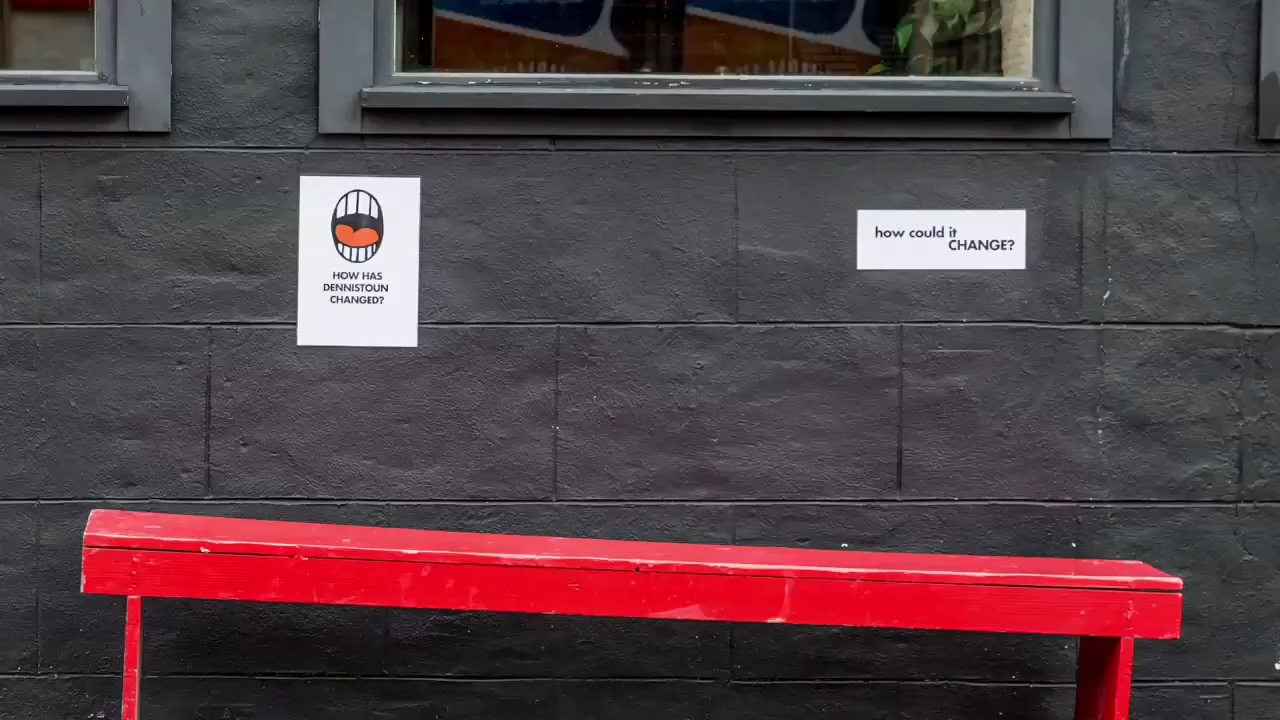 HOW HAS
DENNISTOUN
CHANGED?
how could it
CHANGE?